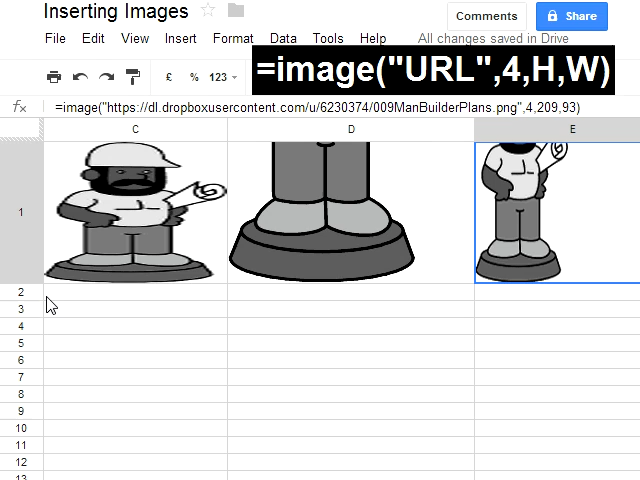 Inserting Images
Comments
Share
File Edit View Insert Format Data Tools Help All changes saved in Drive
=image("URL",4,H,W)
£ % 123
fx =image("https://dl.dropboxusercontent.com/u/6230374/009ManBuilderPlans.png",4,209,93)
C D E
1
2
3
4
5
6
7
8
9
10
11
12
13